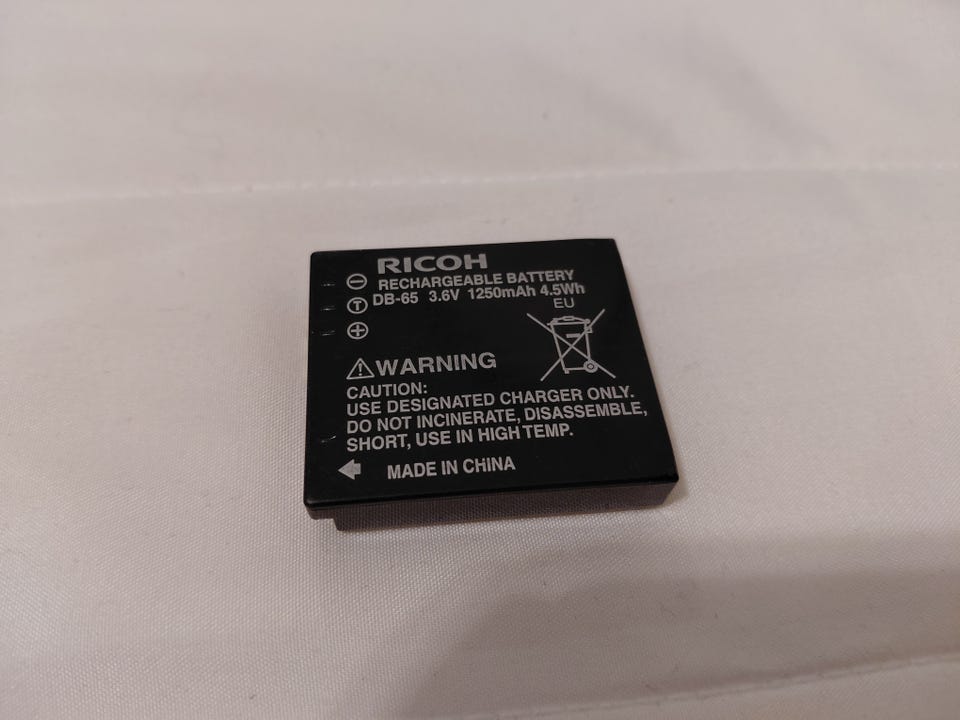 RICOH
RECHARGEABLE BATTERY
DB-65 3.6V 1250mAh 4.5Wh
T
EU
WARNING
CAUTION:
USE DESIGNATED CHARGER ONLY.
DO NOT INCINERATE, DISASSEMBLE,
SHORT, USE IN HIGH TEMP.
MADE IN CHINA